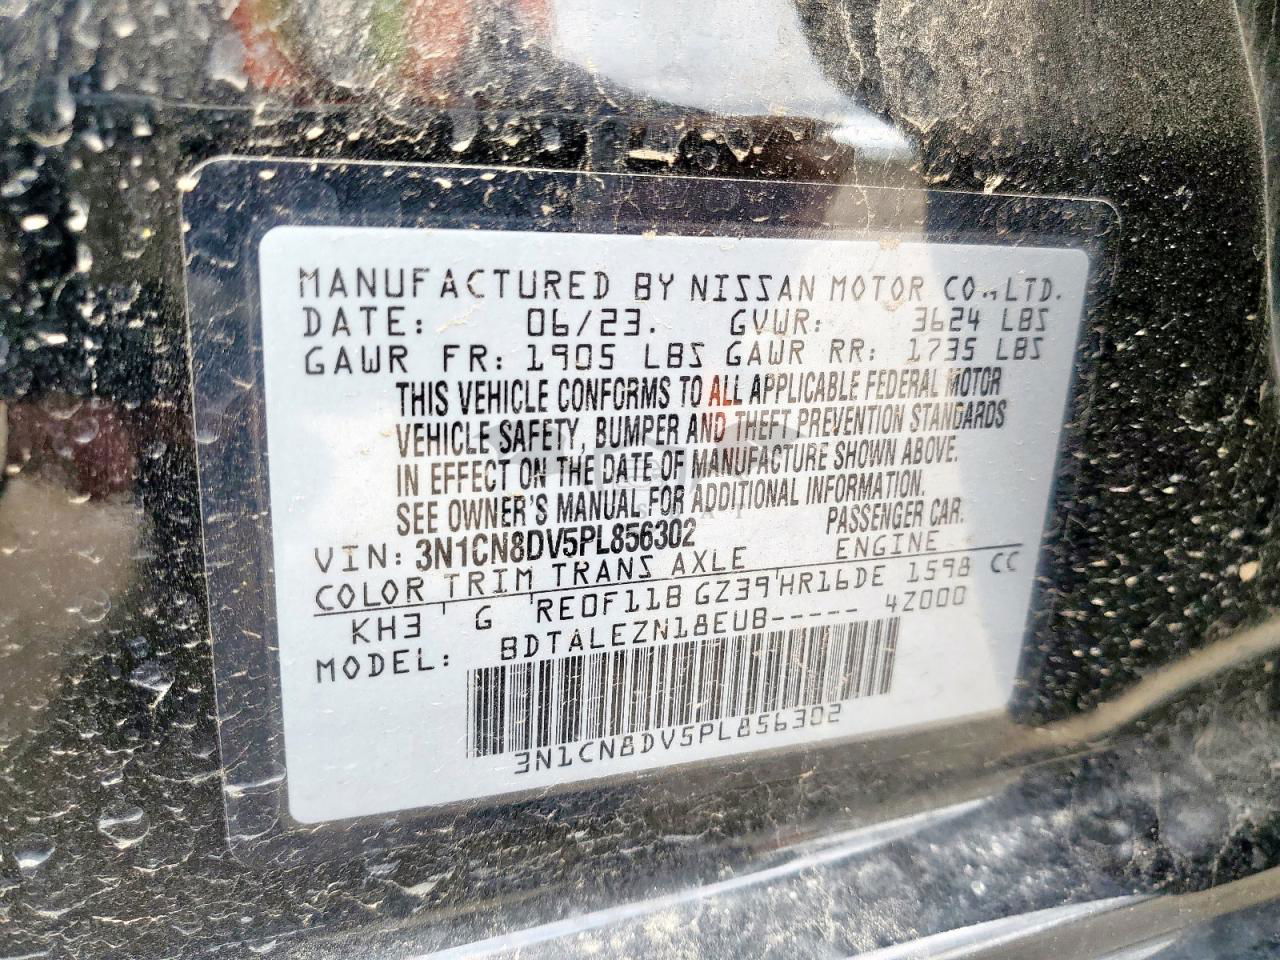 MANUFACTURED BY NISSAN MOTOR CO.,LTD.
DATE: 06/23. GVWR: 3624 LBS
GAWR FR: 1905 LBS GAWR RR: 1735 LBS
THIS VEHICLE CONFORMS TO ALL APPLICABLE FEDERAL MOTOR
VEHICLE SAFETY, BUMPER AND THEFT PREVENTION STANDARDS
IN EFFECT ON THE DATE OF MANUFACTURE SHOWN ABOVE.
SEE OWNER'S MANUAL FOR ADDITIONAL INFORMATION.
VIN: 3N1CN8DV5PL856302 PASSENGER CAR.
COLOR TRIM TRANS AXLE ENGINE
KH3 G RE0F11B GZ39 HR16DE 1598 CC
MODEL: BDTALEZN18EUB----- 4Z000
3N1CN8DV5PL856302